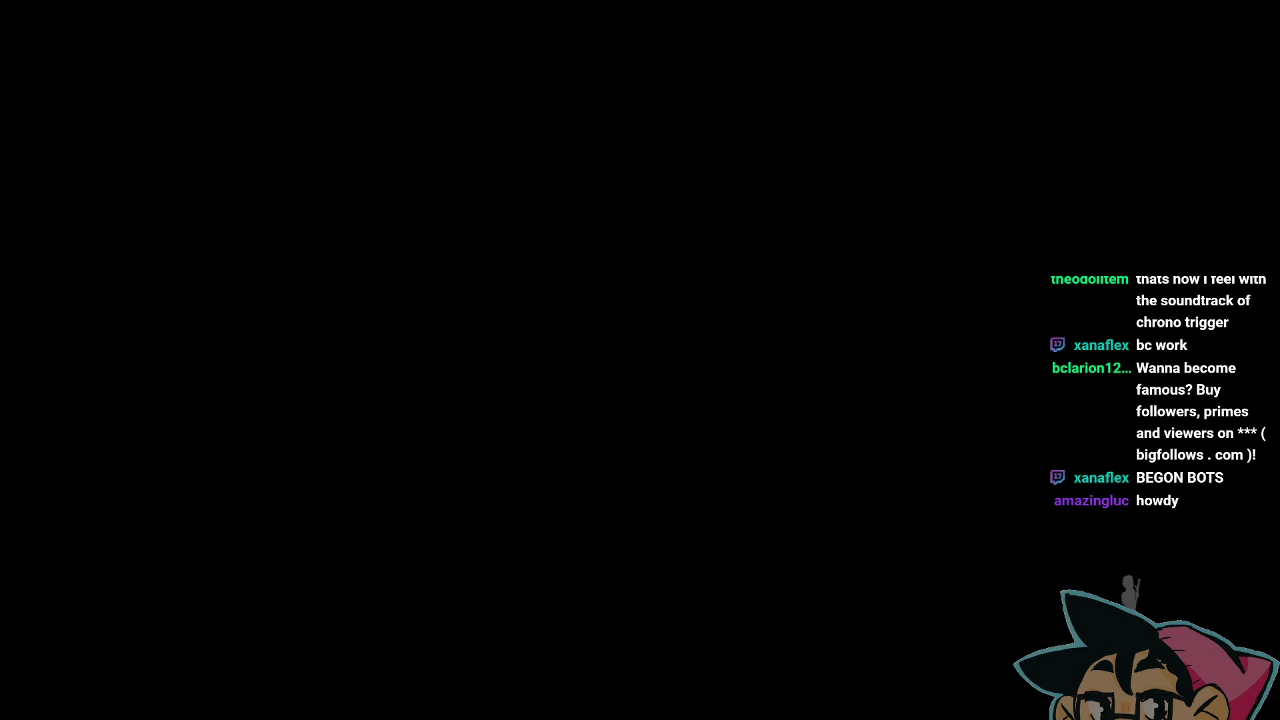 theodolitem thats how I feel with
the soundtrack of
chrono trigger
xanaflex bc work
bclarion12... Wanna become
famous? Buy
followers, primes
and viewers on *** (
bigfollows . com )!
xanaflex BEGON BOTS
amazingluc howdy